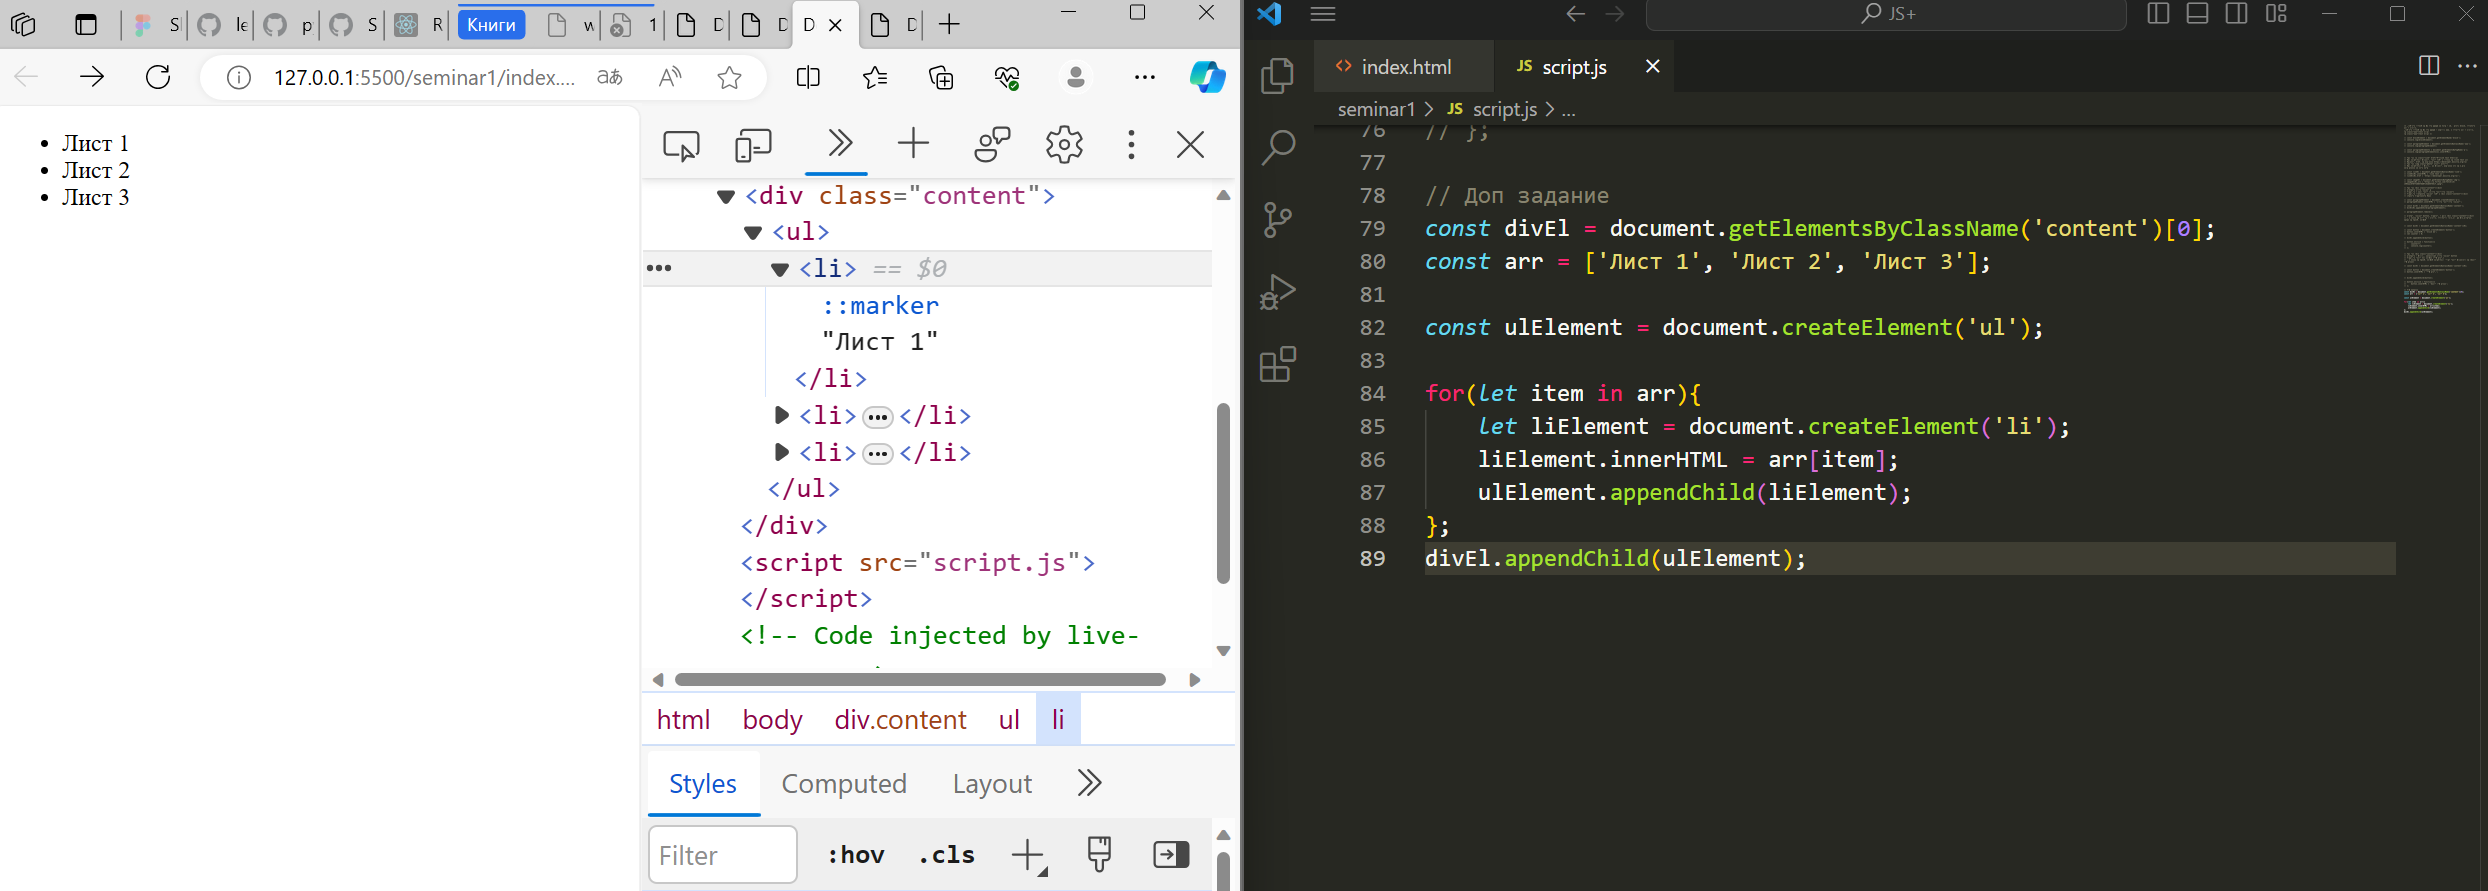 S
le
p
S
R
Книги
w
1
D
D
D
D
127.0.0.1:5500/seminar1/index....
Лист 1
Лист 2
Лист 3
<div class="content">
<ul>
<li> == $0
::marker
"Лист 1"
</li>
<li>…</li>
<li>…</li>
</ul>
</div>
<script src="script.js">
</script>
<!-- Code injected by live-
html body div.content ul li
Styles Computed Layout
Filter :hov .cls
JS+
index.html
JS script.js
seminar1 > JS script.js > ...
76 // };
77
78 // Доп задание
79 const divEl = document.getElementsByClassName('content')[0];
80 const arr = ['Лист 1', 'Лист 2', 'Лист 3'];
81
82 const ulElement = document.createElement('ul');
83
84 for(let item in arr){
85 let liElement = document.createElement('li');
86 liElement.innerHTML = arr[item];
87 ulElement.appendChild(liElement);
88 };
89 divEl.appendChild(ulElement);